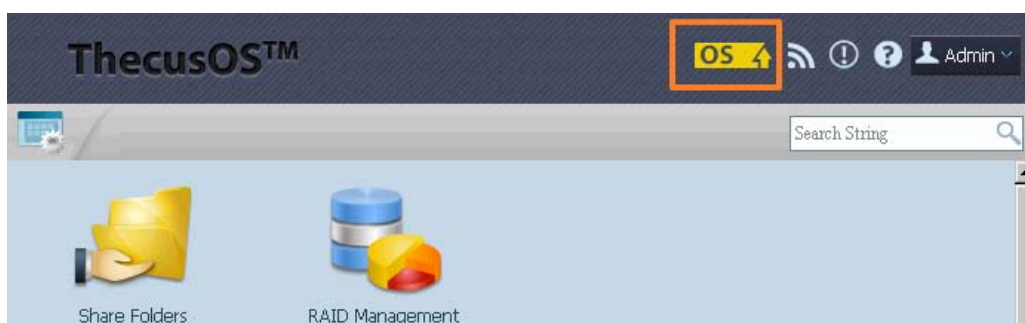 ThecusOS™
OS
Admin
Search String
Share Folders
RAID Management